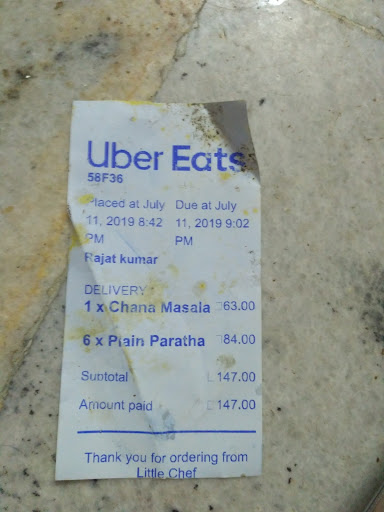 Uber Eats
58F36
Placed at July Due at July
11, 2019 8:42 11, 2019 9:02
PM PM
Rajat kumar
DELIVERY
1 x Chana Masala □63.00
6 x Plain Paratha □84.00
Subtotal □147.00
Amount paid □147.00
Thank you for ordering from
Little Chef